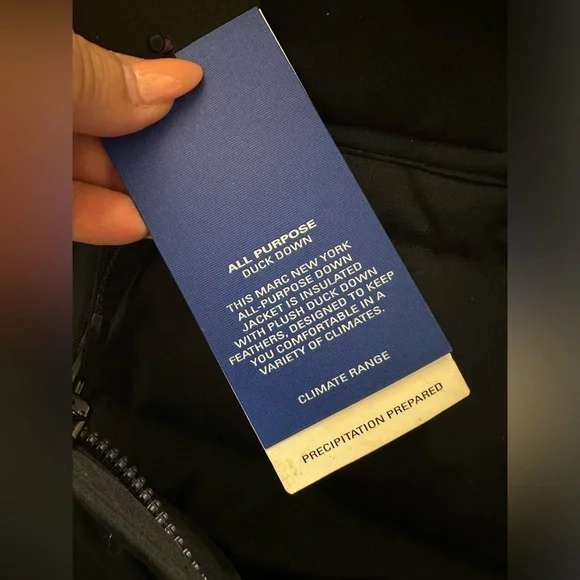 ALL PURPOSE
DUCK DOWN
THIS MARC NEW YORK
ALL-PURPOSE DOWN
JACKET IS INSULATED
WITH PLUSH DUCK DOWN
FEATHERS, DESIGNED TO KEEP
YOU COMFORTABLE IN A
VARIETY OF CLIMATES.
CLIMATE RANGE
PRECIPITATION PREPARED